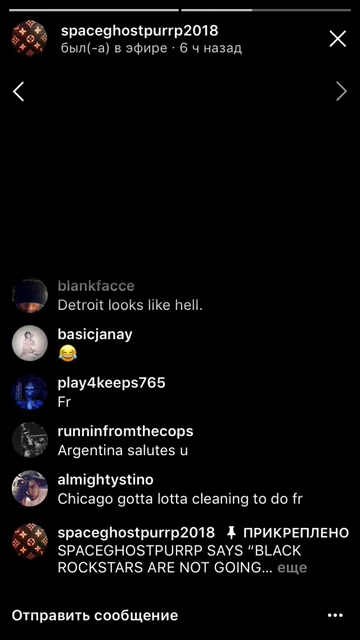 spaceghostpurrp2018
был(-а) в эфире · 6 ч назад
blankfacce
Detroit looks like hell.
basicjanay
😂
play4keeps765
Fr
runninfromthecops
Argentina salutes u
almightystino
Chicago gotta lotta cleaning to do fr
spaceghostpurrp2018 ПРИКРЕПЛЕНО
SPACEGHOSTPURRP SAYS “BLACK
ROCKSTARS ARE NOT GOING... еще
Отправить сообщение